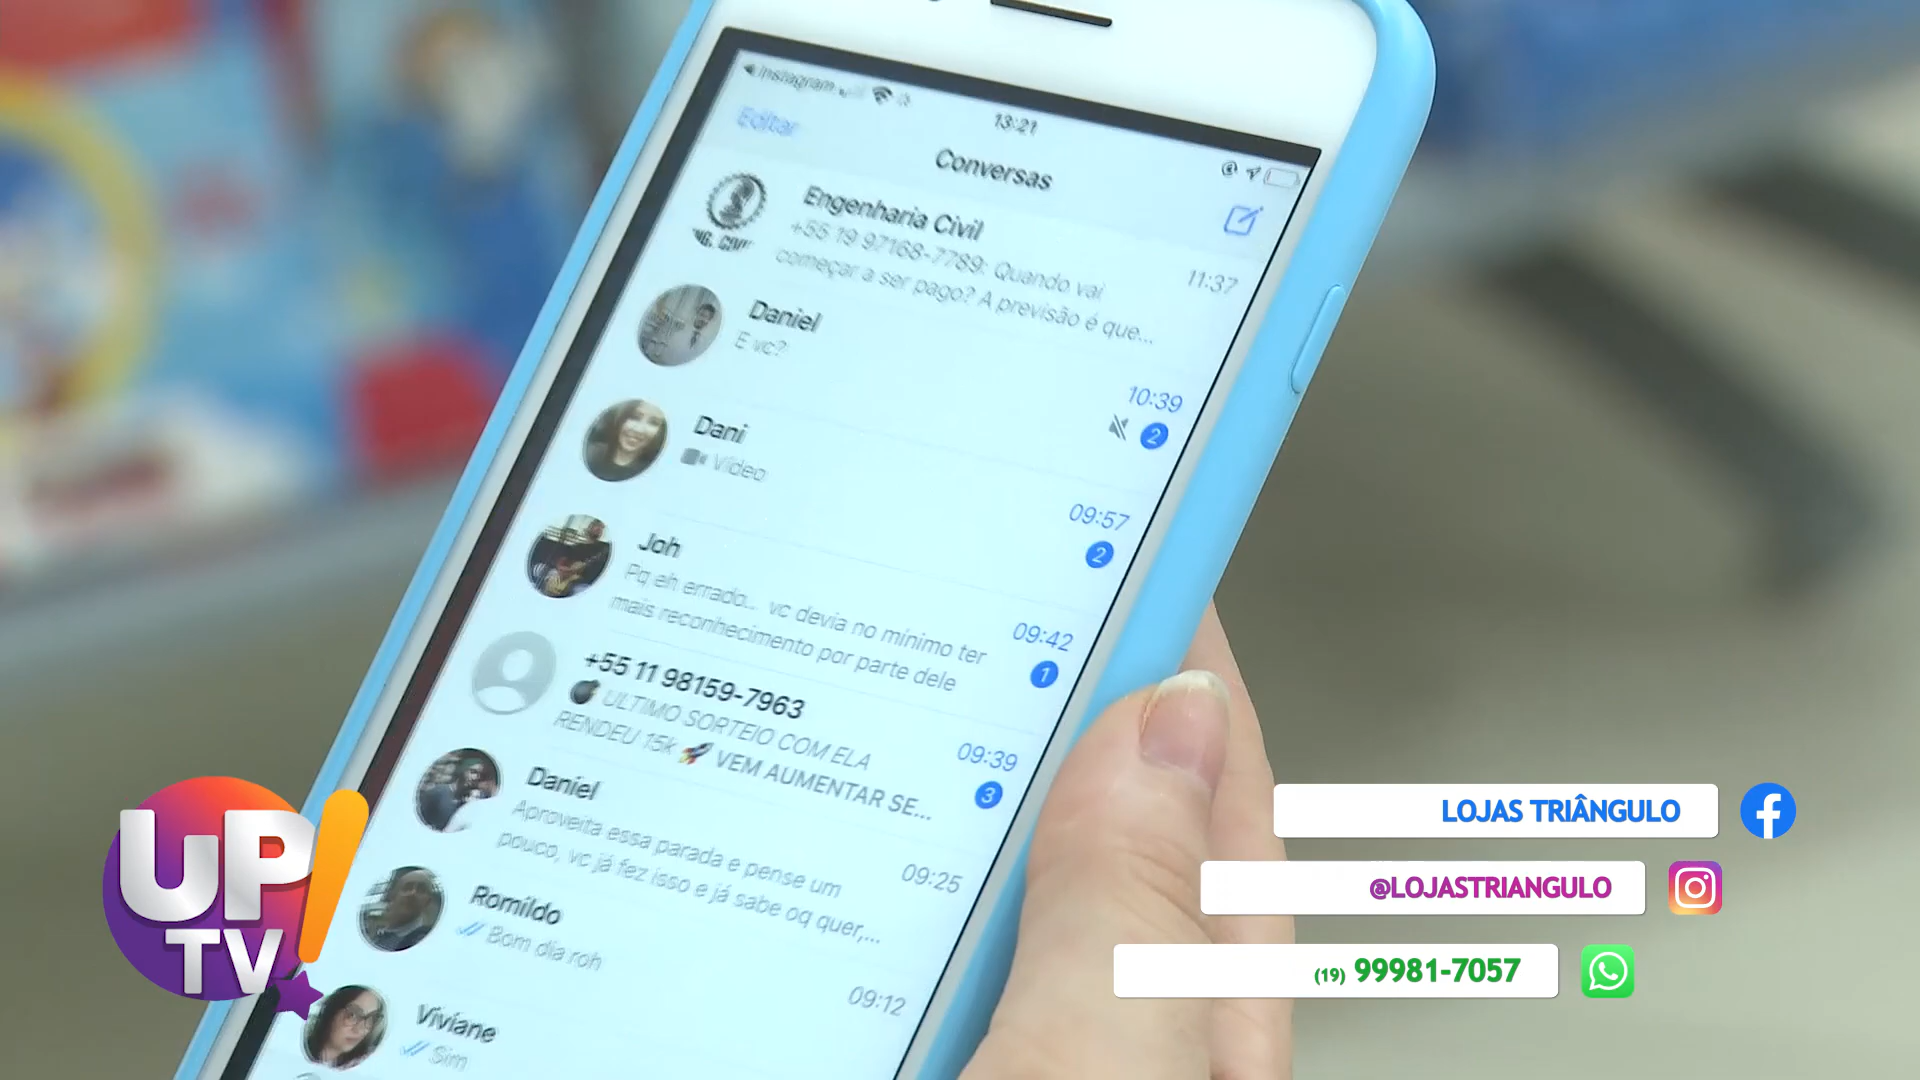 Instagram
13:21
Editar
Conversas
Engenharia Civil
+55 19 97168-7789: Quando vai
começar a ser pago? A previsão é que...
11:37
Daniel
E vc?
10:39
2
Dani
Vídeo
09:57
2
Joh
Pq eh errado... vc devia no mínimo ter
mais reconhecimento por parte dele
09:42
1
+55 11 98159-7963
ULTIMO SORTEIO COM ELA
RENDEU 15k 🚀 VEM AUMENTAR SE...
09:39
3
Daniel
Aproveita essa parada e pense um
pouco, vc já fez isso e já sabe oq quer,...
09:25
Romildo
Bom dia roh
09:12
Viviane
Sim
UP!
TV
LOJAS TRIÂNGULO
@LOJASTRIANGULO
(19) 99981-7057